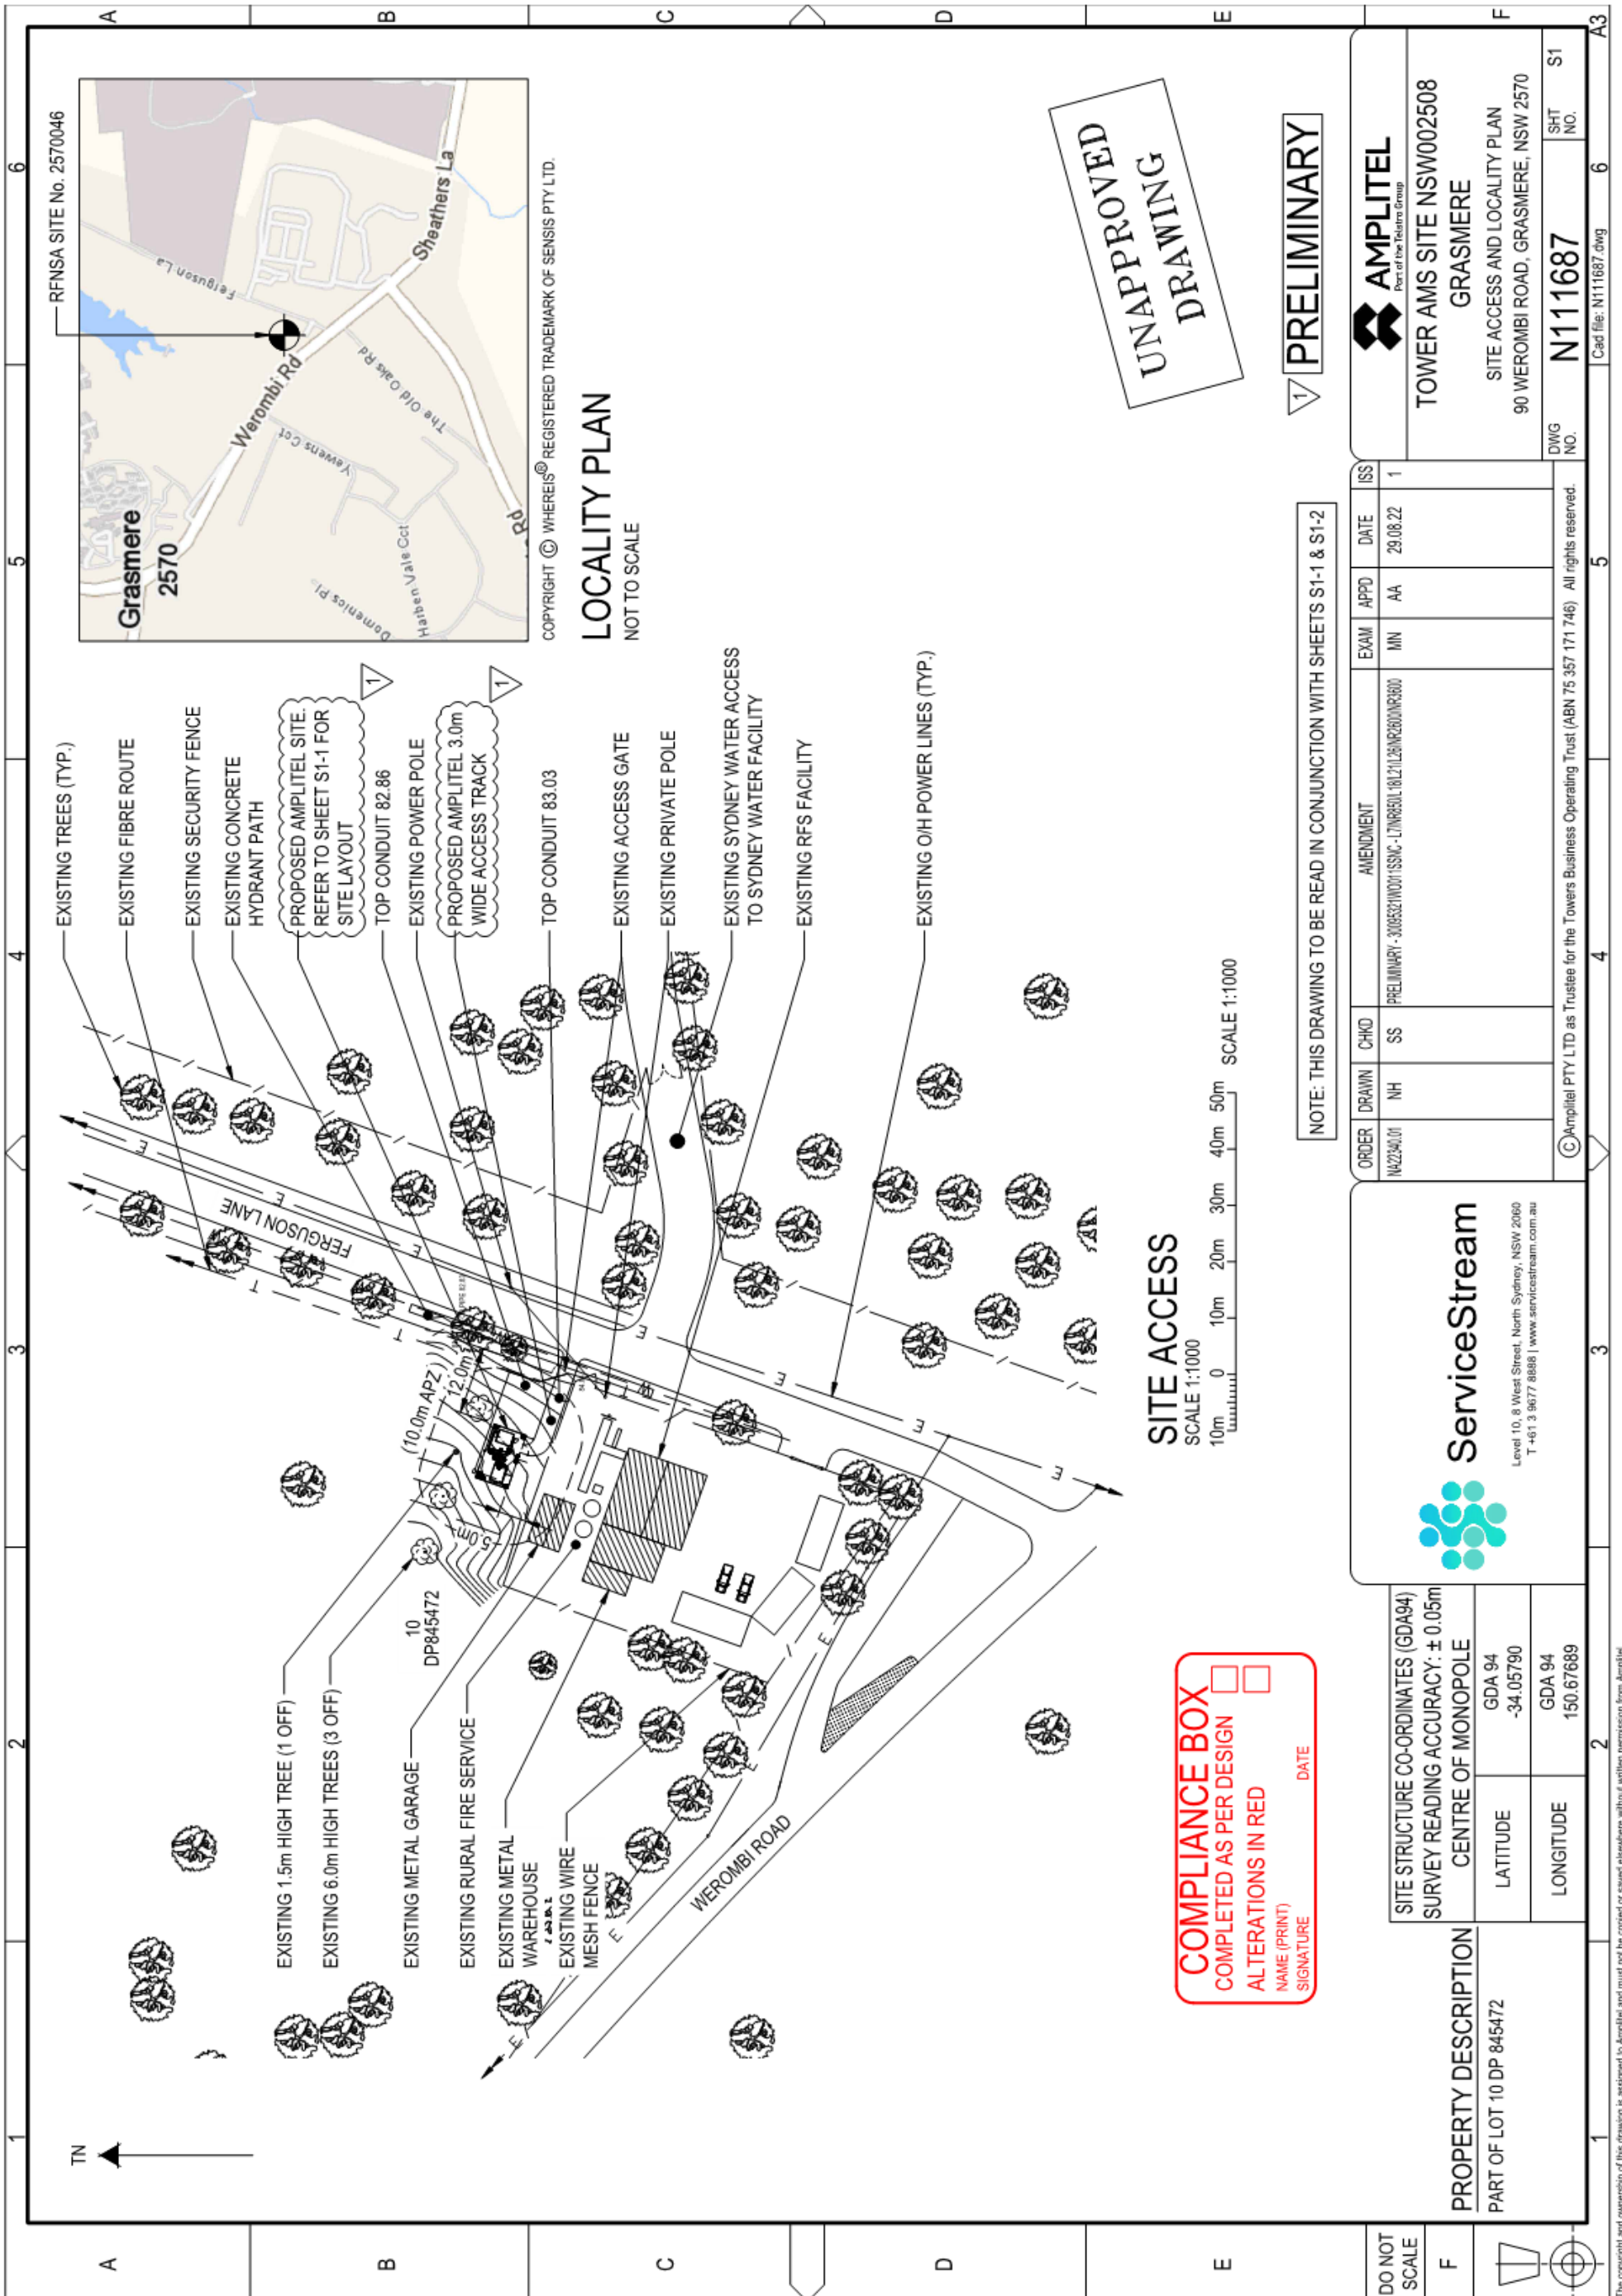 1
2
3
4
5
6
A
B
C
D
E
F
TN
EXISTING 1.5m HIGH TREE (1 OFF)
EXISTING 6.0m HIGH TREES (3 OFF)
10
DP845472
EXISTING METAL GARAGE
EXISTING RURAL FIRE SERVICE
EXISTING METAL
WAREHOUSE
EXISTING WIRE
MESH FENCE
WEROMBI ROAD
FERGUSON LANE
(10.0m APZ)
12.0m
5.0m
E
E
E
E
E
E
E
E
E
T
T
T
W
EXISTING TREES (TYP.)
EXISTING FIBRE ROUTE
EXISTING SECURITY FENCE
EXISTING CONCRETE
HYDRANT PATH
PROPOSED AMPLITEL SITE.
REFER TO SHEET S1-1 FOR
SITE LAYOUT
1
TOP CONDUIT 82.86
EXISTING POWER POLE
PROPOSED AMPLITEL 3.0m
WIDE ACCESS TRACK
1
TOP CONDUIT 83.03
EXISTING ACCESS GATE
EXISTING PRIVATE POLE
EXISTING SYDNEY WATER ACCESS
TO SYDNEY WATER FACILITY
EXISTING RFS FACILITY
EXISTING O/H POWER LINES (TYP.)
SITE ACCESS
SCALE 1:1000
10m 0 10m 20m 30m 40m 50m
SCALE 1:1000
RFNSA SITE No. 2570046
Grasmere
2570
Werombi Rd
Ferguson La
Sheathers La
The Old Oaks Rd
Yewens Cct
Harben Vale Cct
Domenics Pl
Rd
COPYRIGHT © WHEREIS® REGISTERED TRADEMARK OF SENSIS PTY LTD.
LOCALITY PLAN
NOT TO SCALE
UNAPPROVED
DRAWING
1 PRELIMINARY
COMPLIANCE BOX
COMPLETED AS PER DESIGN
ALTERATIONS IN RED
NAME (PRINT)
SIGNATURE DATE
NOTE: THIS DRAWING TO BE READ IN CONJUNCTION WITH SHEETS S1-1 & S1-2
DO NOT
SCALE
F
PROPERTY DESCRIPTION
PART OF LOT 10 DP 845472
SITE STRUCTURE CO-ORDINATES (GDA94)
SURVEY READING ACCURACY: ± 0.05m
CENTRE OF MONOPOLE
LATITUDE GDA 94
-34.05790
LONGITUDE GDA 94
150.67689
ServiceStream
Level 10, 8 West Street, North Sydney, NSW 2060
T +61 3 9677 8888 | www.servicestream.com.au
ORDER DRAWN CHKD AMENDMENT EXAM APPD DATE ISS
NA22340.01 NH SS MN AA 29.08.22 1
© Amplitel PTY LTD as Trustee for the Towers Business Operating Trust (ABN 75 357 171 746) All rights reserved.
AMPLITEL
Part of the Telstra Group
TOWER AMS SITE NSW002508
GRASMERE
SITE ACCESS AND LOCALITY PLAN
90 WEROMBI ROAD, GRASMERE, NSW 2570
DWG
NO.
N111687
SHT
NO.
S1
Cad file: N111687.dwg
A3
1
2
3
4
5
6
A
B
C
D
E